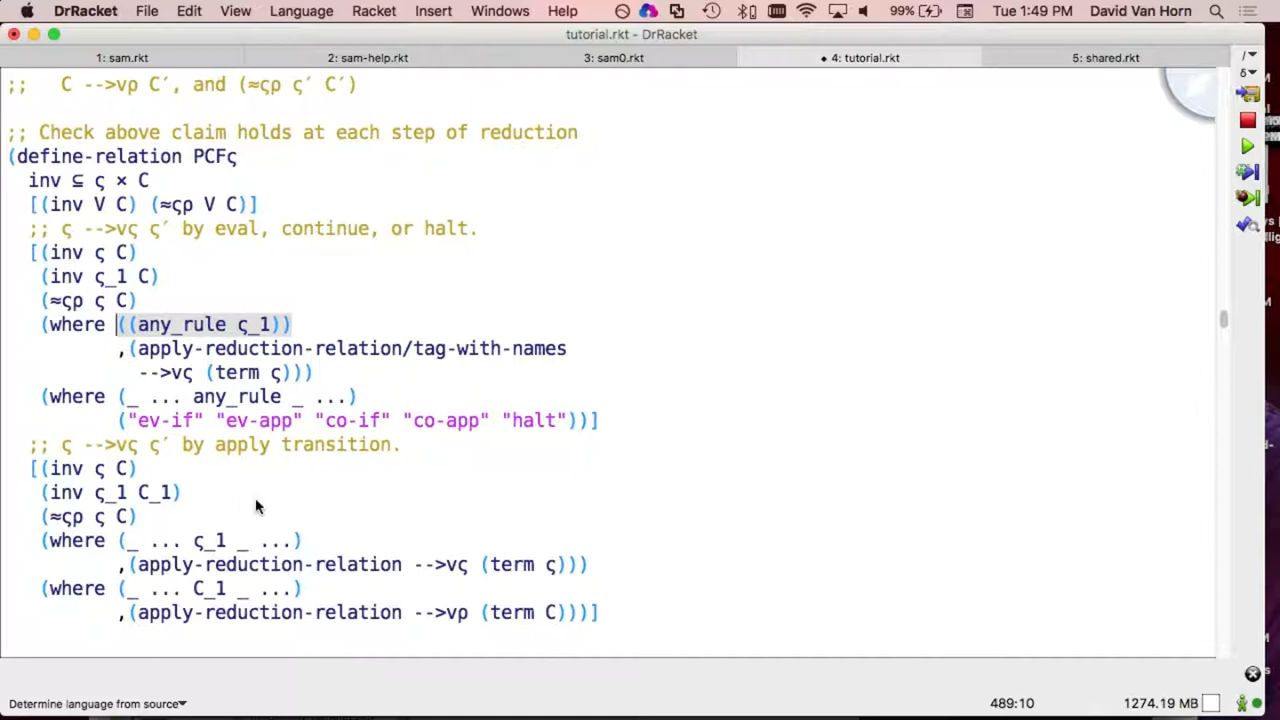 DrRacket File Edit View Language Racket Insert Windows Help 99% Tue 1:49 PM David Van Horn
tutorial.rkt - DrRacket
1: sam.rkt 2: sam-help.rkt 3: sam0.rkt • 4: tutorial.rkt 5: shared.rkt
;;   C -->vρ C′, and (≈ςρ ς′ C′)
;; Check above claim holds at each step of reduction
(define-relation PCFς
  inv ⊆ ς × C
  [(inv V C) (≈ςρ V C)]
  ;; ς -->vς ς′ by eval, continue, or halt.
  [(inv ς C)
   (inv ς_1 C)
   (≈ςρ ς C)
   (where ((any_rule ς_1))
          ,(apply-reduction-relation/tag-with-names
            -->vς (term ς)))
   (where (_ ... any_rule _ ...)
          ("ev-if" "ev-app" "co-if" "co-app" "halt"))]
  ;; ς -->vς ς′ by apply transition.
  [(inv ς C)
   (inv ς_1 C_1)
   (≈ςρ ς C)
   (where (_ ... ς_1 _ ...)
          ,(apply-reduction-relation -->vς (term ς)))
   (where (_ ... C_1 _ ...)
          ,(apply-reduction-relation -->vρ (term C)))]
Determine language from source 489:10 1274.19 MB